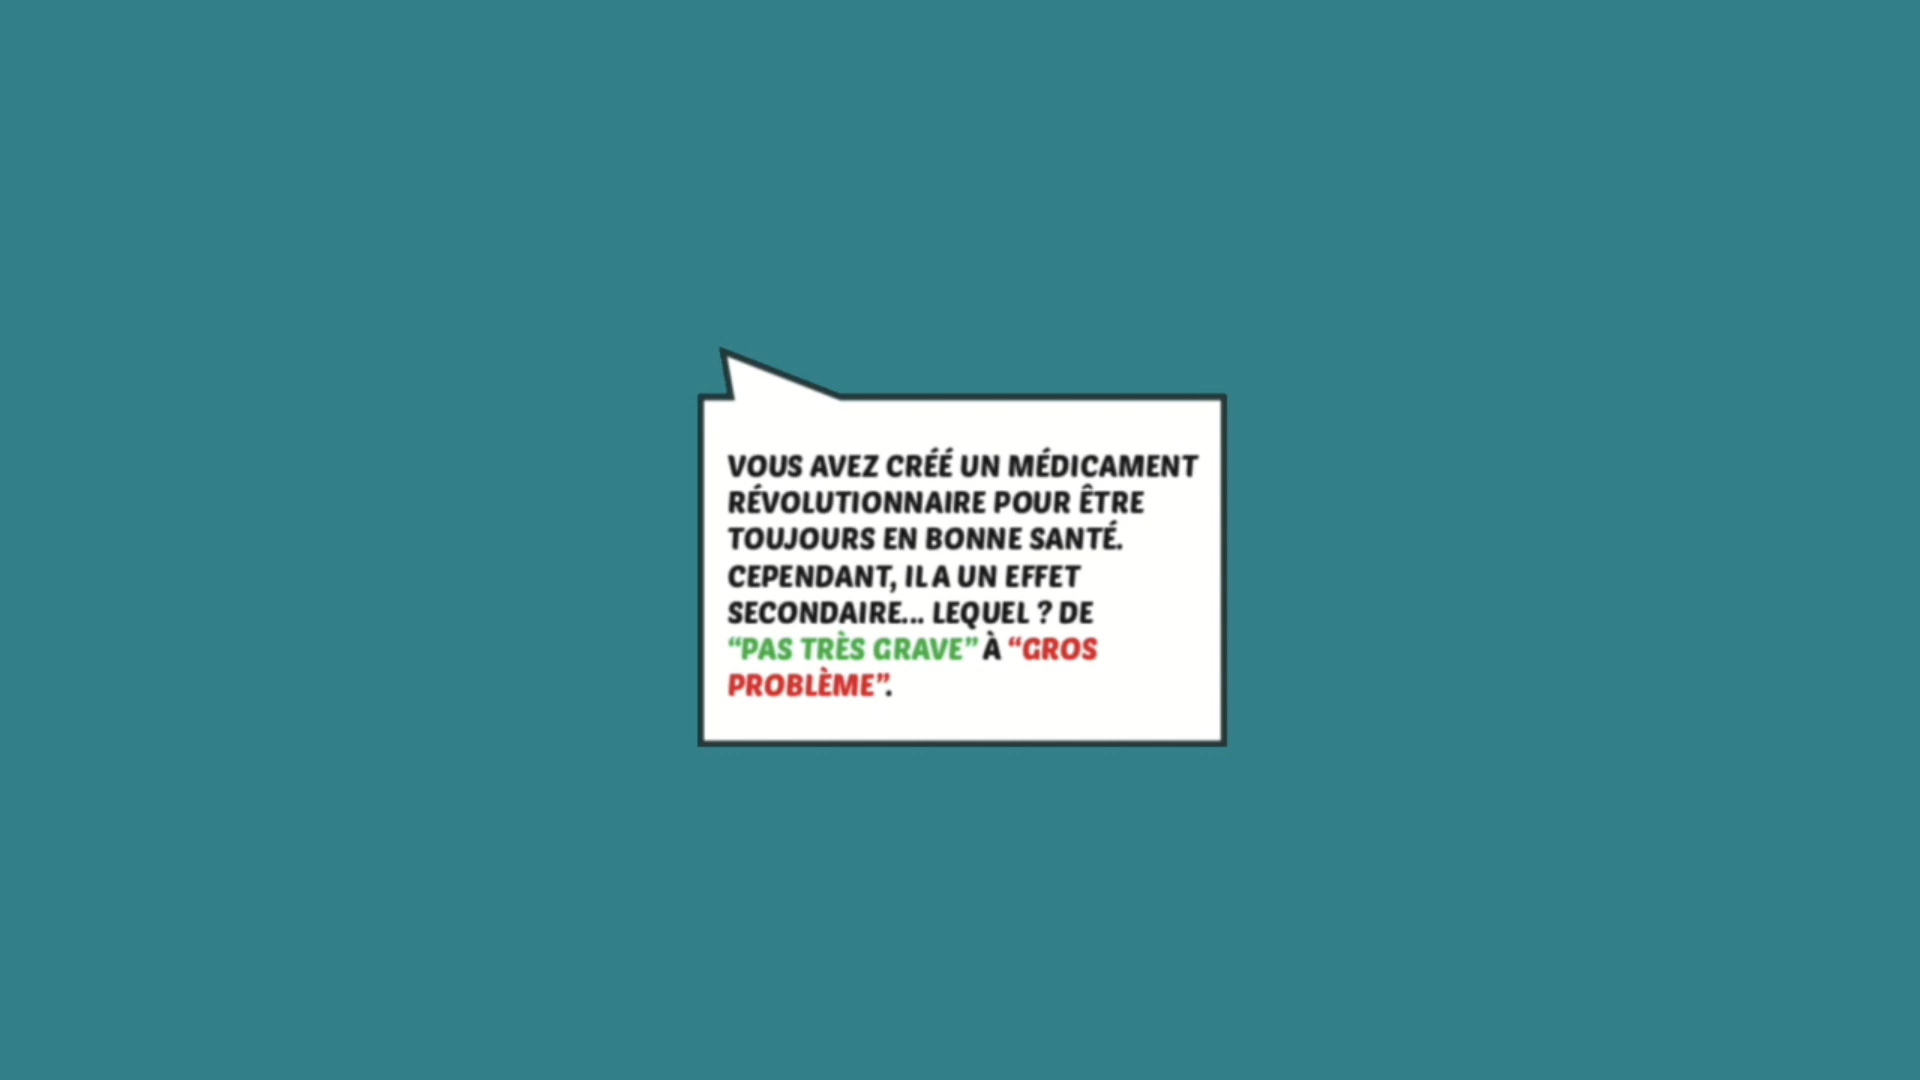 VOUS AVEZ CRÉÉ UN MÉDICAMENT
RÉVOLUTIONNAIRE POUR ÊTRE
TOUJOURS EN BONNE SANTÉ.
CEPENDANT, IL A UN EFFET
SECONDAIRE... LEQUEL ? DE
“PAS TRÈS GRAVE” À “GROS
PROBLÈME”.